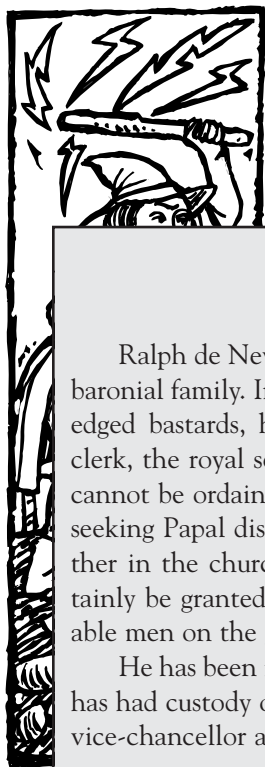 Ralph de Nev
baronial family. I
edged bastards, h
clerk, the royal s
cannot be ordain
seeking Papal dis
ther in the churc
tainly be granted
able men on the
He has been
has had custody o
vice-chancellor a